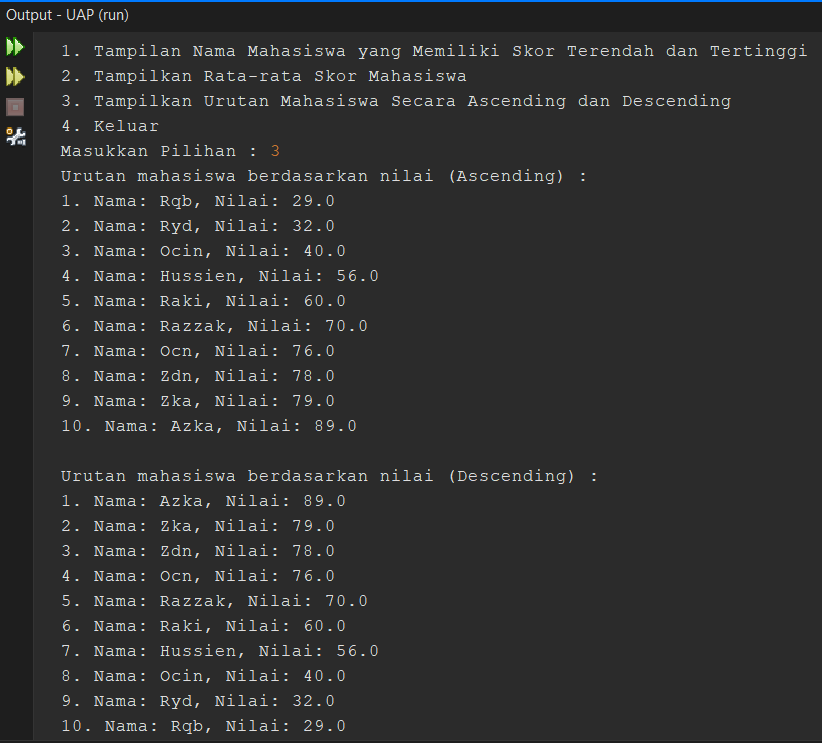 Output - UAP (run)
1. Tampilan Nama Mahasiswa yang Memiliki Skor Terendah dan Tertinggi
2. Tampilkan Rata-rata Skor Mahasiswa
3. Tampilkan Urutan Mahasiswa Secara Ascending dan Descending
4. Keluar
Masukkan Pilihan : 3
Urutan mahasiswa berdasarkan nilai (Ascending) :
1. Nama: Rqb, Nilai: 29.0
2. Nama: Ryd, Nilai: 32.0
3. Nama: Ocin, Nilai: 40.0
4. Nama: Hussien, Nilai: 56.0
5. Nama: Raki, Nilai: 60.0
6. Nama: Razzak, Nilai: 70.0
7. Nama: Ocn, Nilai: 76.0
8. Nama: Zdn, Nilai: 78.0
9. Nama: Zka, Nilai: 79.0
10. Nama: Azka, Nilai: 89.0
Urutan mahasiswa berdasarkan nilai (Descending) :
1. Nama: Azka, Nilai: 89.0
2. Nama: Zka, Nilai: 79.0
3. Nama: Zdn, Nilai: 78.0
4. Nama: Ocn, Nilai: 76.0
5. Nama: Razzak, Nilai: 70.0
6. Nama: Raki, Nilai: 60.0
7. Nama: Hussien, Nilai: 56.0
8. Nama: Ocin, Nilai: 40.0
9. Nama: Ryd, Nilai: 32.0
10. Nama: Rqb, Nilai: 29.0